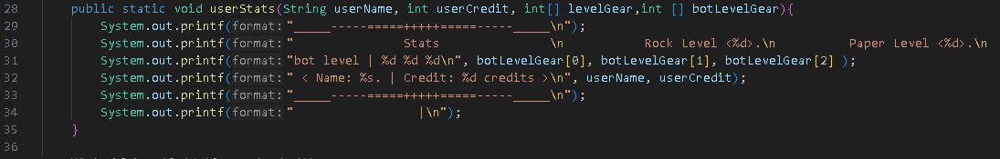 28 public static void userStats(String userName, int userCredit, int[] levelGear,int [] botLevelGear){
29 System.out.printf(format:"_____-----=====+++++=====-----_____\n");
30 System.out.printf(format:"                 Stats                 \n            Rock Level <%d>.\n           Paper Level <%d>.\n
31 System.out.printf(format:"bot level | %d %d %d\n", botLevelGear[0], botLevelGear[1], botLevelGear[2] );
32 System.out.printf(format:" < Name: %s. | Credit: %d credits >\n", userName, userCredit);
33 System.out.printf(format:"_____-----=====+++++=====-----_____\n");
34 System.out.printf(format:"                   |\n");
35 }
36